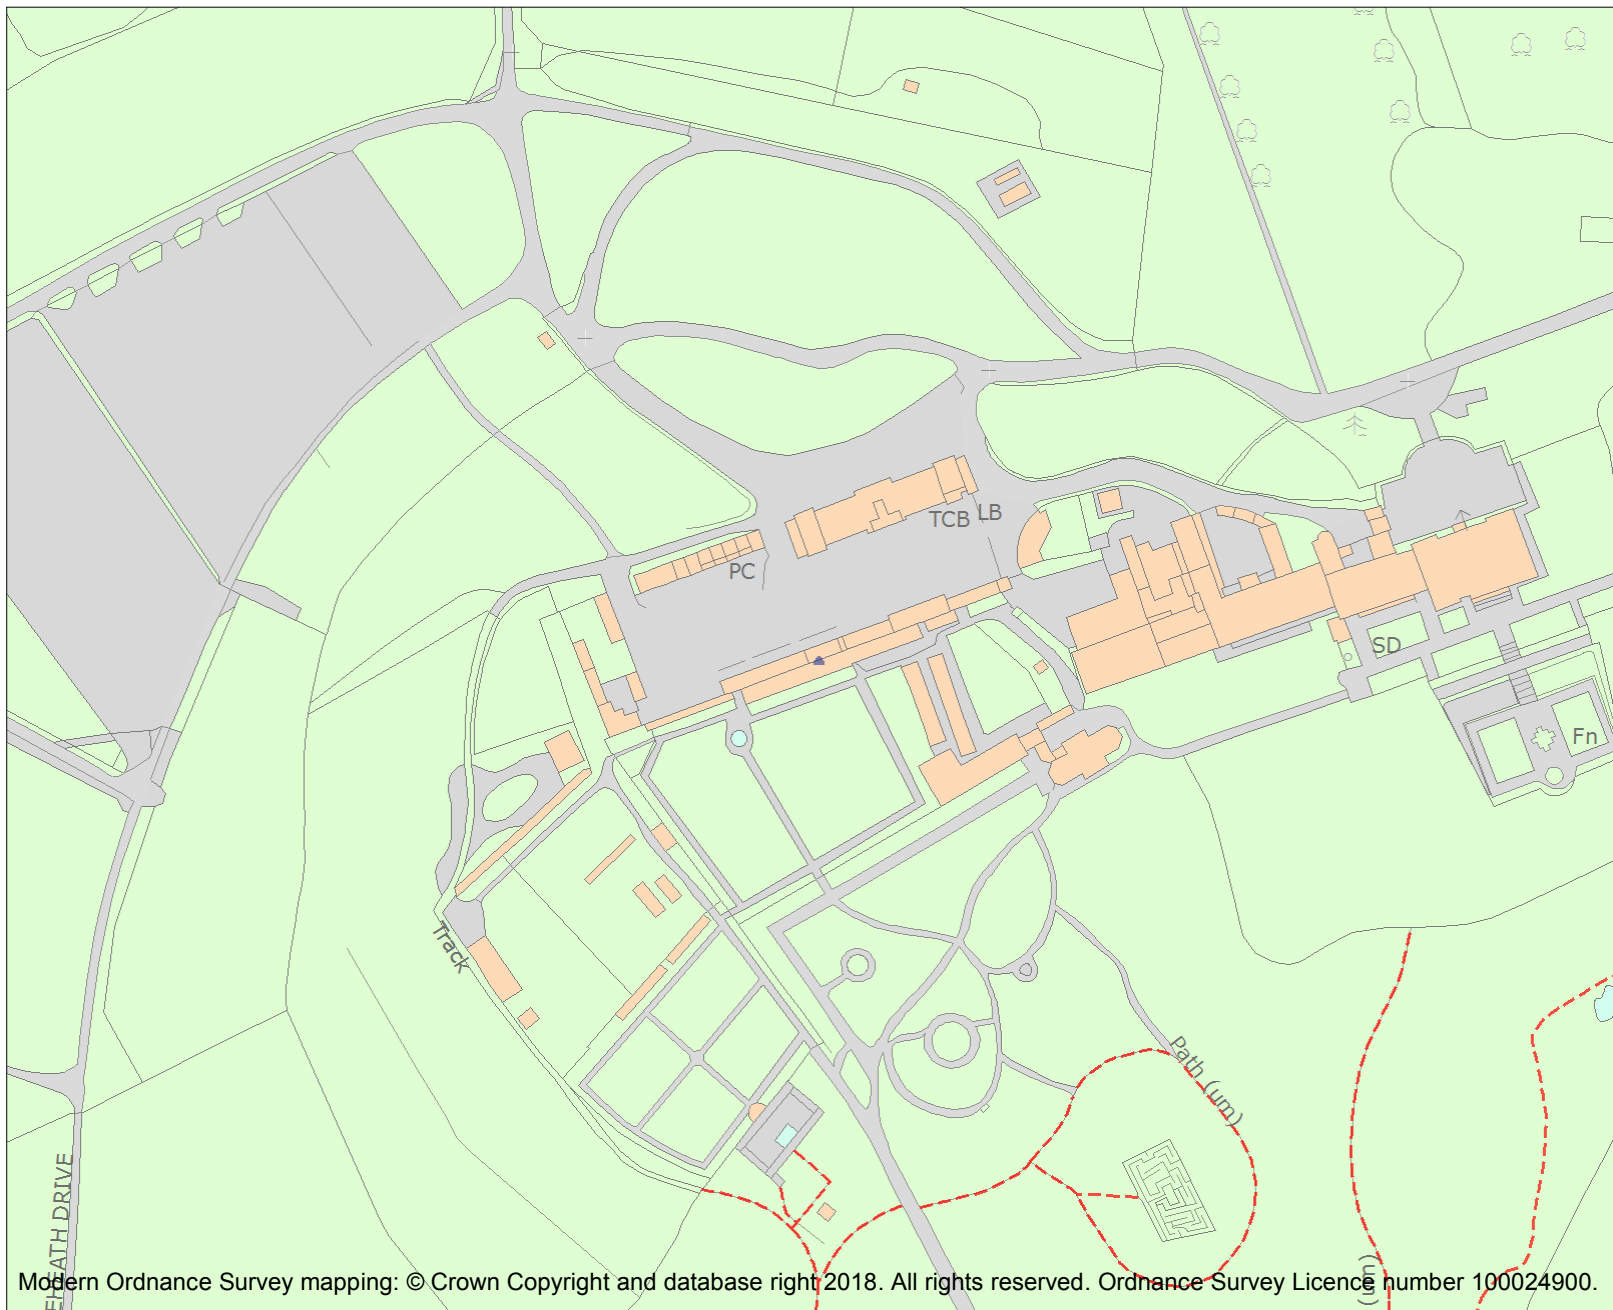 TCB
LB
PC
SD
Fn
Track
Path (um)
EHEATH DRIVE
(um)
Modern Ordnance Survey mapping: © Crown Copyright and database right 2018. All rights reserved. Ordnance Survey Licence number 100024900.